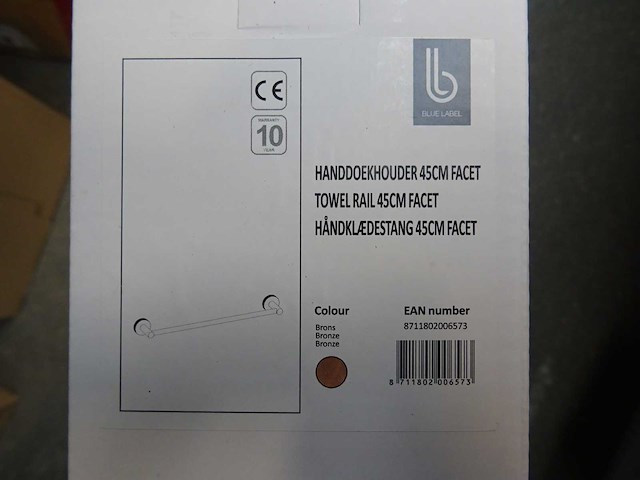 b
BLUE LABEL
CE
WARRANTY
10
YEAR
HANDDOEKHOUDER 45CM FACET
TOWEL RAIL 45CM FACET
HÅNDKLÆDESTANG 45CM FACET
Colour
Brons
Bronze
Bronze
EAN number
8711802006573
8 711802 006573